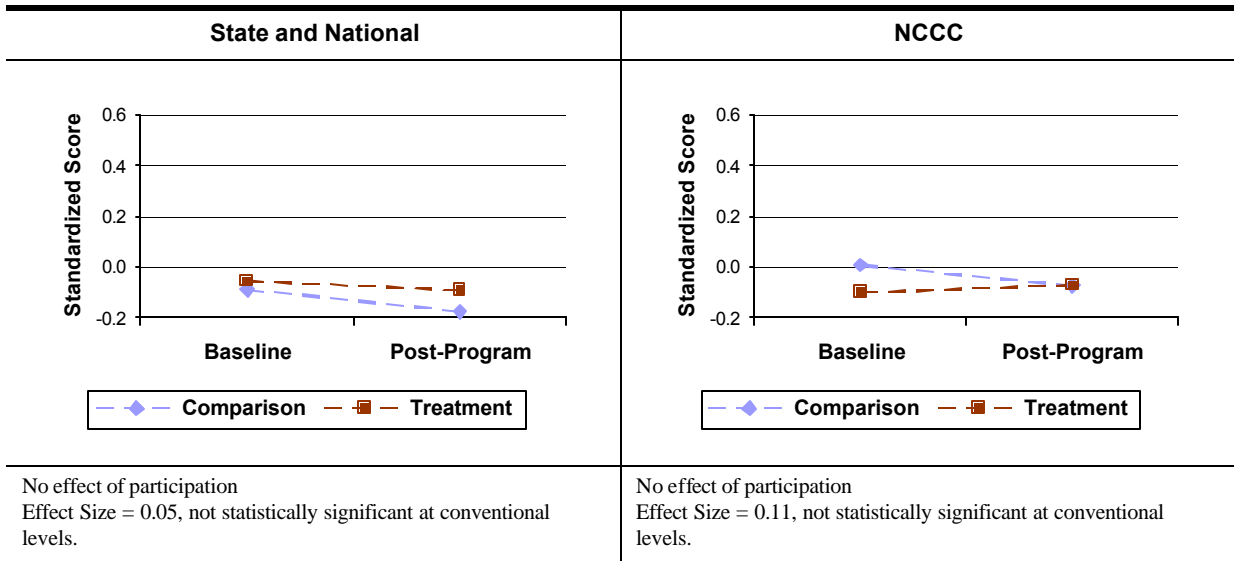 State and National
NCCC
Standardized Score
0.6
0.4
0.2
0.0
-0.2
Baseline Post-Program
Comparison Treatment
Standardized Score
0.6
0.4
0.2
0.0
-0.2
Baseline Post-Program
Comparison Treatment
No effect of participation
Effect Size = 0.05, not statistically significant at conventional
levels.
No effect of participation
Effect Size = 0.11, not statistically significant at conventional
levels.